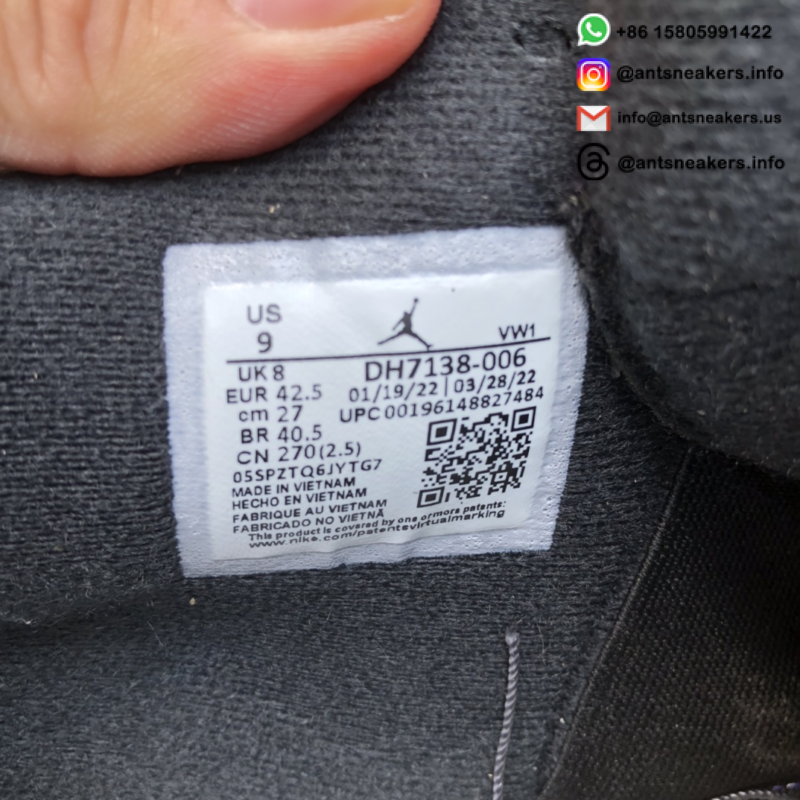 +86 15805991422
@antsneakers.info
info@antsneakers.us
@antsneakers.info
US
9
VW1
UK 8
DH7138-006
EUR 42.5
01/19/22 | 03/28/22
cm 27
UPC 00196148827484
BR 40.5
CN 270(2.5)
05SPZTQ6JYTG7
MADE IN VIETNAM
HECHO EN VIETNAM
FABRIQUE AU VIETNAM
FABRICADO NO VIETNÃ
This product is covered by one ormors patents:
www.nike.com/patentsvirtualmarking